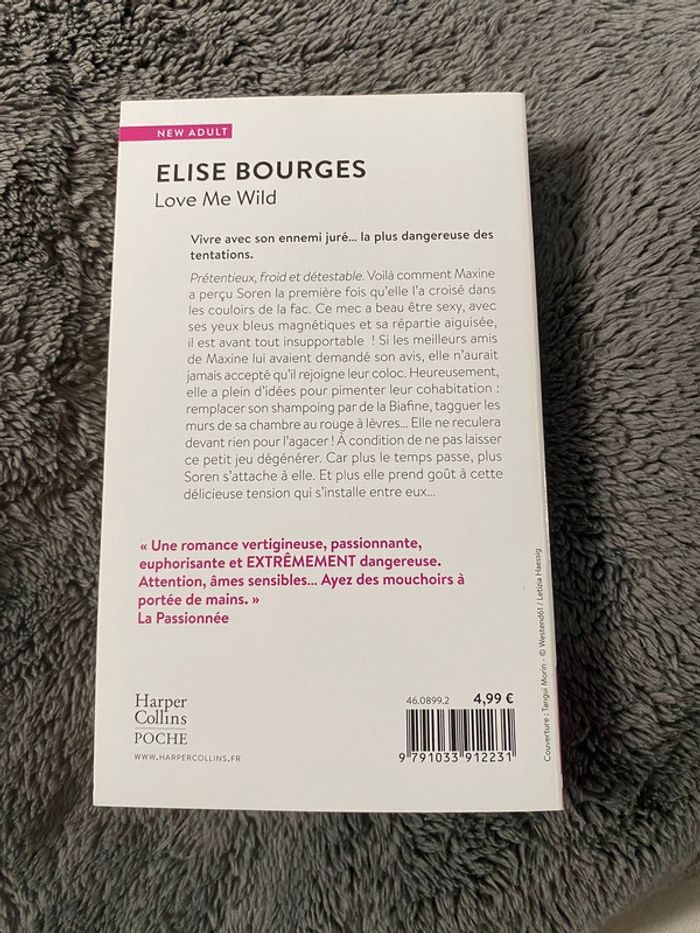 NEW ADULT
ELISE BOURGES
Love Me Wild
Vivre avec son ennemi juré... la plus dangereuse des
tentations.
Prétentieux, froid et détestable. Voilà comment Maxine
a perçu Soren la première fois qu'elle l'a croisé dans
les couloirs de la fac. Ce mec a beau être sexy, avec
ses yeux bleus magnétiques et sa répartie aiguisée,
il est avant tout insupportable ! Si les meilleurs amis
de Maxine lui avaient demandé son avis, elle n'aurait
jamais accepté qu'il rejoigne leur coloc. Heureusement,
elle a plein d'idées pour pimenter leur cohabitation :
remplacer son shampoing par de la Biafine, tagguer les
murs de sa chambre au rouge à lèvres... Elle ne reculera
devant rien pour l'agacer ! À condition de ne pas laisser
ce petit jeu dégénérer. Car plus le temps passe, plus
Soren s'attache à elle. Et plus elle prend goût à cette
délicieuse tension qui s'installe entre eux...
« Une romance vertigineuse, passionnante,
euphorisante et EXTRÊMEMENT dangereuse.
Attention, âmes sensibles... Ayez des mouchoirs à
portée de mains. »
La Passionnée
Harper
Collins
POCHE
WWW.HARPERCOLLINS.FR
46.0899.2 4,99 €
9 791033 912231
Couverture : Tangui Morin - © Westend61 / Letizia Haessig